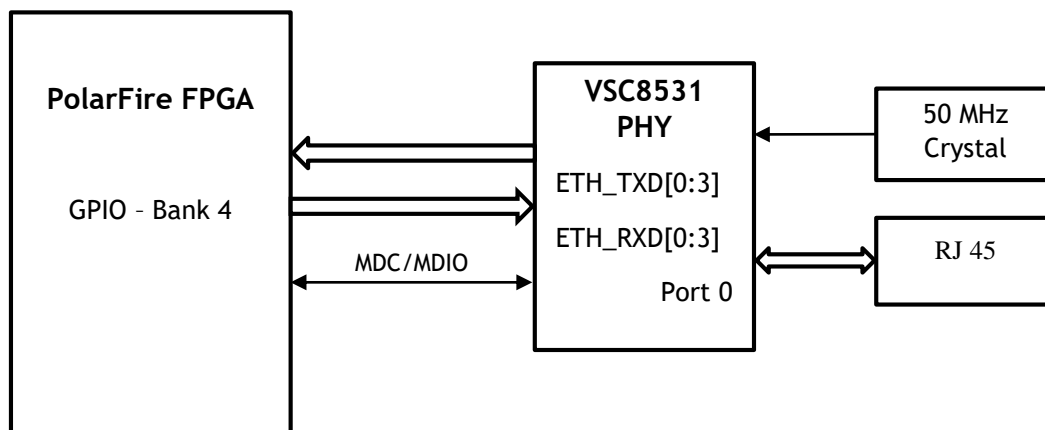 PolarFire FPGA
GPIO – Bank 4
MDC/MDIO
VSC8531
PHY
ETH_TXD[0:3]
ETH_RXD[0:3]
Port 0
50 MHz
Crystal
RJ 45